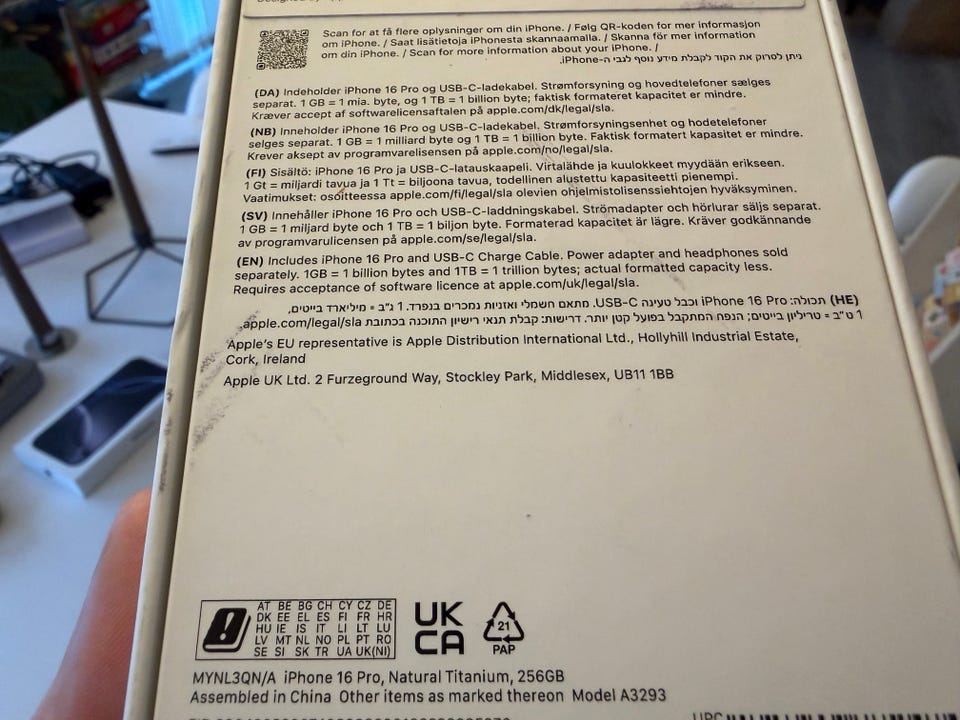 Scan for at få flere oplysninger om din iPhone. / Følg QR-koden for mer informasjon
om iPhone. / Saat lisätietoja iPhonesta skannaamalla. / Skanna för mer information
om din iPhone. / Scan for more information about your iPhone. /
ניתן לסרוק את הקוד לקבלת מידע נוסף לגבי ה-iPhone.
(DA) Indeholder iPhone 16 Pro og USB-C-ladekabel. Strømforsyning og hovedtelefoner sælges
separat. 1 GB = 1 mia. byte, og 1 TB = 1 billion byte; faktisk formateret kapacitet er mindre.
Kræver accept af softwarelicensaftalen på apple.com/dk/legal/sla.
(NB) Inneholder iPhone 16 Pro og USB-C-ladekabel. Strømforsyningsenhet og hodetelefoner
selges separat. 1 GB = 1 milliard byte og 1 TB = 1 billion byte. Faktisk formatert kapasitet er mindre.
Krever aksept av programvarelisensen på apple.com/no/legal/sla.
(FI) Sisältö: iPhone 16 Pro ja USB-C-latauskaapeli. Virtalähde ja kuulokkeet myydään erikseen.
1 Gt = miljardi tavua ja 1 Tt = biljoona tavua, todellinen alustettu kapasiteetti pienempi.
Vaatimukset: osoitteessa apple.com/fi/legal/sla olevien ohjelmistolisenssiehtojen hyväksyminen.
(SV) Innehåller iPhone 16 Pro och USB-C-laddningskabel. Strömadapter och hörlurar säljs separat.
1 GB = 1 miljard byte och 1 TB = 1 biljon byte. Formaterad kapacitet är lägre. Kräver godkännande
av programvarulicensen på apple.com/se/legal/sla.
(EN) Includes iPhone 16 Pro and USB-C Charge Cable. Power adapter and headphones sold
separately. 1GB = 1 billion bytes and 1TB = 1 trillion bytes; actual formatted capacity less.
Requires acceptance of software licence at apple.com/uk/legal/sla.
(HE) תכולה: iPhone 16 Pro וכבל טעינה USB-C. מתאם חשמלי ואזניות נמכרים בנפרד. 1 ג״ב = מיליארד בייטים,
1 ט״ב = טריליון בייטים; הנפח המתקבל בפועל קטן יותר. דרישות: קבלת תנאי רישיון התוכנה בכתובת apple.com/legal/sla.
Apple's EU representative is Apple Distribution International Ltd., Hollyhill Industrial Estate,
Cork, Ireland
Apple UK Ltd. 2 Furzeground Way, Stockley Park, Middlesex, UB11 1BB
AT BE BG CH CY CZ DE
DK EE EL ES FI FR HR
HU IE IS IT LI LT LU
LV MT NL NO PL PT RO
SE SI SK TR UA UK(NI)
UK
CA
21
PAP
MYNL3QN/A iPhone 16 Pro, Natural Titanium, 256GB
Assembled in China Other items as marked thereon Model A3293
UPC